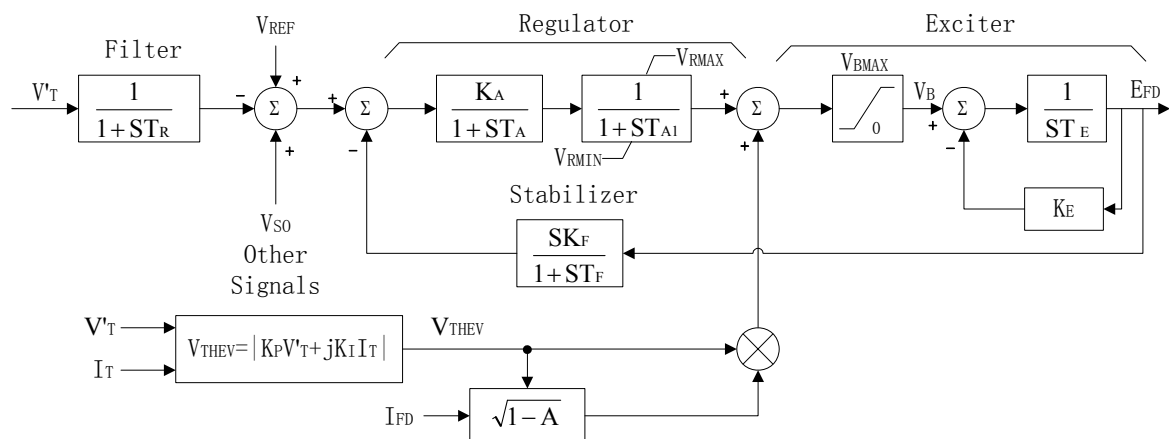 Regulator
Exciter
Filter
VREF
VRMAX
VBMAX
V'T
1
1+STR
−
Σ
+
+
+
Σ
−
KA
1+STA
1
1+STA1
VRMIN
+
Σ
+
0
VB
+
Σ
−
1
STE
EFD
KE
VSO
Other
Signals
Stabilizer
SKF
1+STF
V'T
IT
VTHEV=|KPV'T+jKIIT|
VTHEV
IFD
√1−A